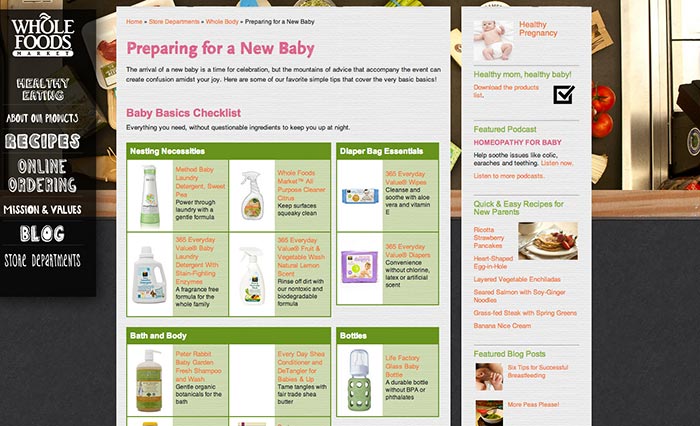 WHOLE
FOODS
MARKET
HEALTHY
EATING
ABOUT OUR PRODUCTS
RECIPES
ONLINE
ORDERING
MISSION & VALUES
BLOG
STORE DEPARTMENTS
Home » Store Departments » Whole Body » Preparing for a New Baby
Preparing for a New Baby
The arrival of a new baby is a time for celebration, but the mountains of advice that accompany the event can
create confusion amidst your joy. Here are some of our favorite simple tips that cover the very basic basics!
Baby Basics Checklist
Everything you need, without questionable ingredients to keep you up at night.
Nesting Necessities
Method Baby
Laundry
Detergent, Sweet
Pea
Power through
laundry with a
gentle formula
Whole Foods
Market™ All
Purpose Cleaner
Citrus
Keep surfaces
squeaky clean
365 Everyday
Value® Baby
Laundry
Detergent With
Stain-Fighting
Enzymes
A fragrance free
formula for the
whole family
365 Everyday
Value® Fruit &
Vegetable Wash
Natural Lemon
Scent
Rinse off dirt with
our nontoxic and
biodegradable
formula
Diaper Bag Essentials
365 Everyday
Value® Wipes
Cleanse and
soothe with aloe
vera and vitamin
E
365 Everyday
Value® Diapers
Convenience
without chlorine,
latex or artificial
scent
Bath and Body
Peter Rabbit
Baby Garden
Fresh Shampoo
and Wash
Gentle organic
botanicals for the
bath
Every Day Shea
Conditioner and
DeTangler for
Babies & Up
Tame tangles with
fair trade shea
butter
Bottles
Life Factory
Glass Baby
Bottle
A durable bottle
without BPA or
phthalates
Healthy
Pregnancy
Healthy mom, healthy baby!
Download the products
list.
Featured Podcast
HOMEOPATHY FOR BABY
Help soothe issues like colic,
earaches and teething. Listen now.
Listen to more podcasts.
Quick & Easy Recipes for
New Parents
Ricotta
Strawberry
Pancakes
Heart-Shaped
Egg-in-Hole
Layered Vegetable Enchiladas
Seared Salmon with Soy-Ginger
Noodles
Grass-fed Steak with Spring Greens
Banana Nice Cream
Featured Blog Posts
Six Tips for Successful
Breastfeeding
More Peas Please!